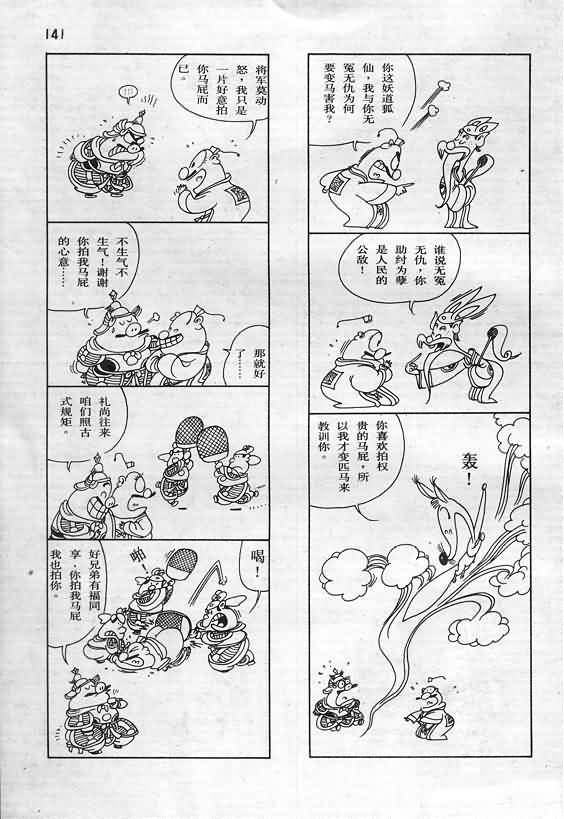 141
你这妖道狐
仙，我与你无
冤无仇为何
要变马害我？
谁说无冤
无仇，你
助纣为孽
是人民的
公敌！
你喜欢拍权
贵的马屁，所
以我才变匹马来
教训你。
轰！
将军莫动
怒，我只是
一片好意拍
你马屁而
已。
!!!
不生气不
生气！谢谢
你拍我马屁
的心意……
那就好
了……
礼尚往来
咱们照古
式规矩。
喝！
啪！
好兄弟有福同
享，你拍我马屁
我也拍你。